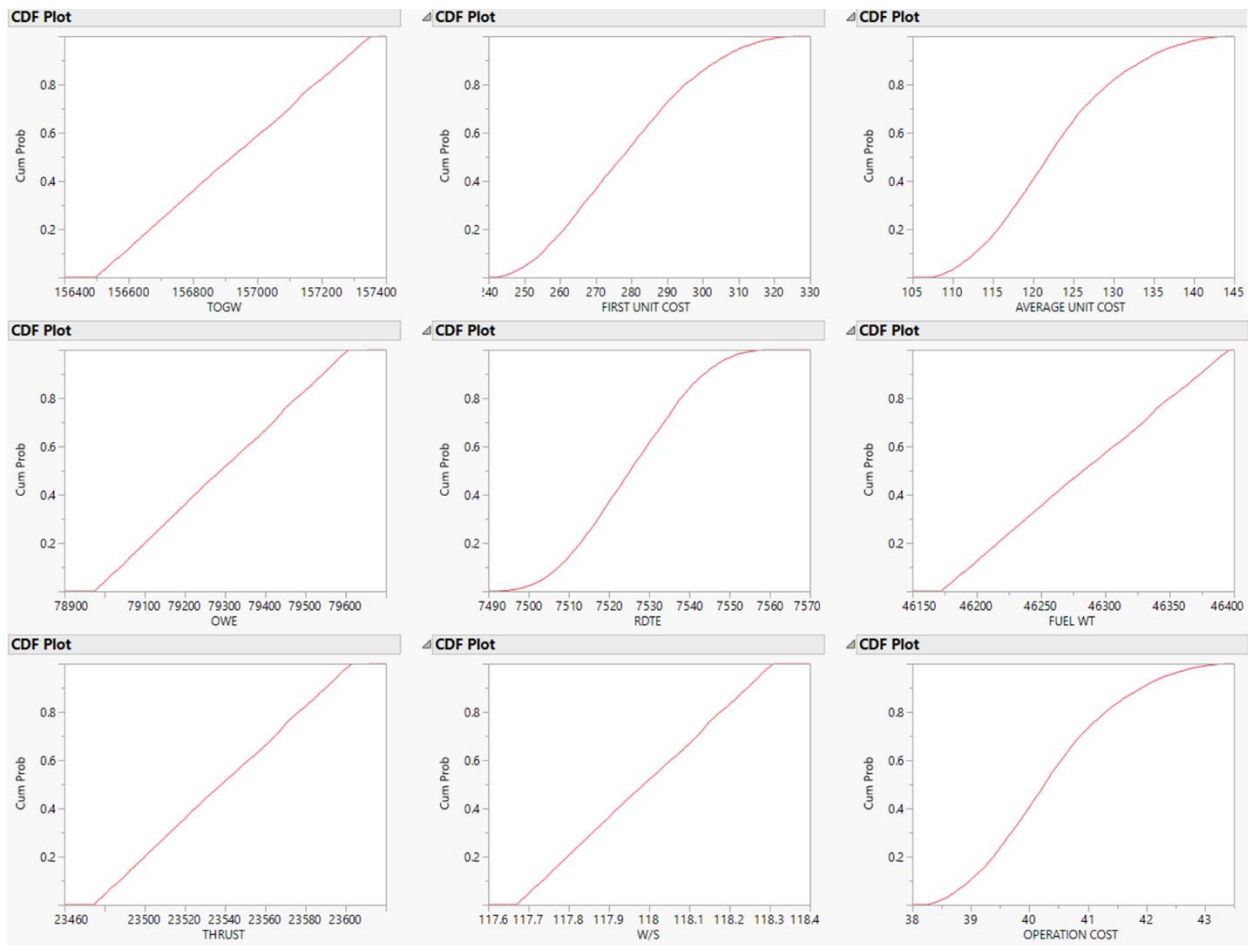 CDF Plot
CDF Plot
CDF Plot
Cum Prob
0.8
0.6
0.4
0.2
156400 156600 156800 157000 157200 157400
TOGW
Cum Prob
0.8
0.6
0.4
0.2
240 250 260 270 280 290 300 310 320 330
FIRST UNIT COST
Cum Prob
0.8
0.6
0.4
0.2
105 110 115 120 125 130 135 140 145
AVERAGE UNIT COST
CDF Plot
CDF Plot
CDF Plot
Cum Prob
0.8
0.6
0.4
0.2
78900 79100 79200 79300 79400 79500 79600
OWE
Cum Prob
0.8
0.6
0.4
0.2
7490 7500 7510 7520 7530 7540 7550 7560 7570
RDTE
Cum Prob
0.8
0.6
0.4
0.2
46150 46200 46250 46300 46350 46400
FUEL WT
CDF Plot
CDF Plot
CDF Plot
Cum Prob
0.8
0.6
0.4
0.2
23460 23500 23520 23540 23560 23580 23600
THRUST
Cum Prob
0.8
0.6
0.4
0.2
117.6 117.7 117.8 117.9 118 118.1 118.2 118.3 118.4
W/S
Cum Prob
0.8
0.6
0.4
0.2
38 39 40 41 42 43
OPERATION COST